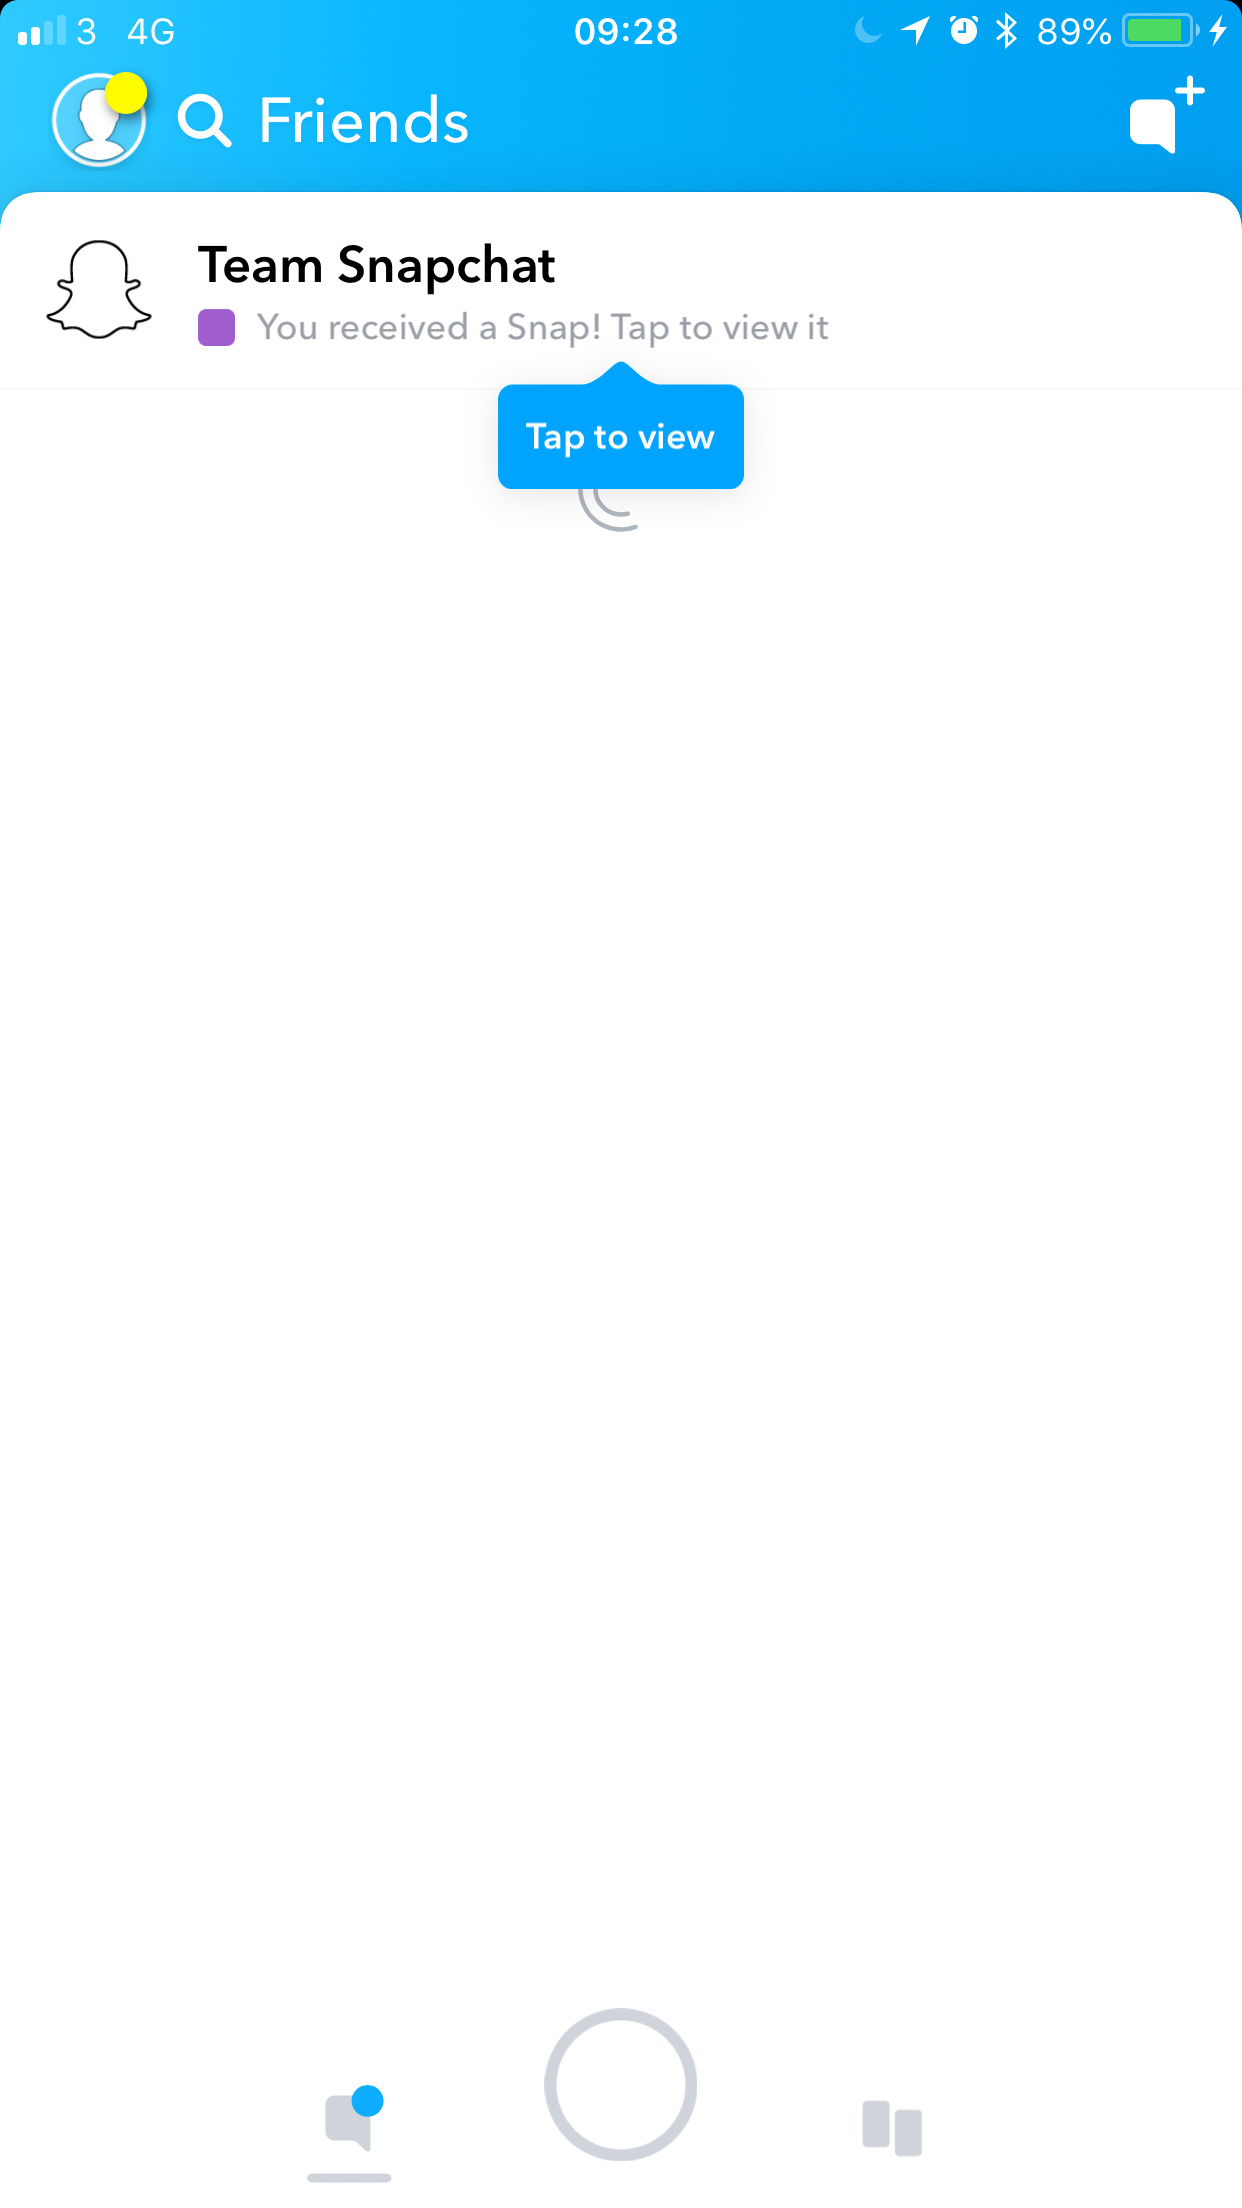 3 4G 09:28 89%
Friends
Team Snapchat
You received a Snap! Tap to view it
Tap to view